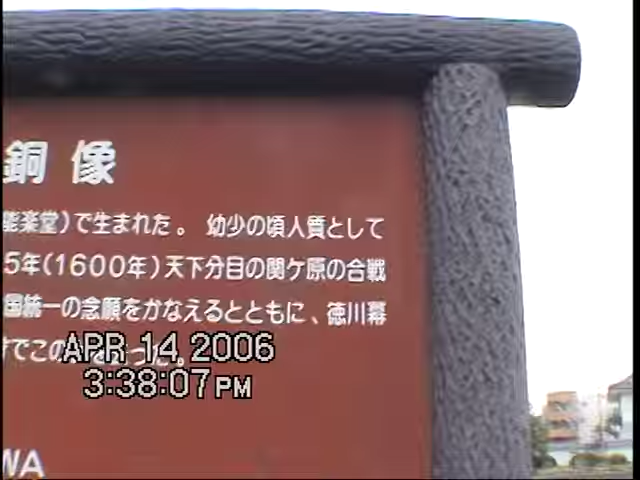 銅像
能楽堂)で生まれた。幼少の頃人質として
5年(1600年)天下分目の関ケ原の合戦
国統一の念願をかなえるとともに、徳川幕
でこの
APR 14 2006
3:38:07 PM
WA